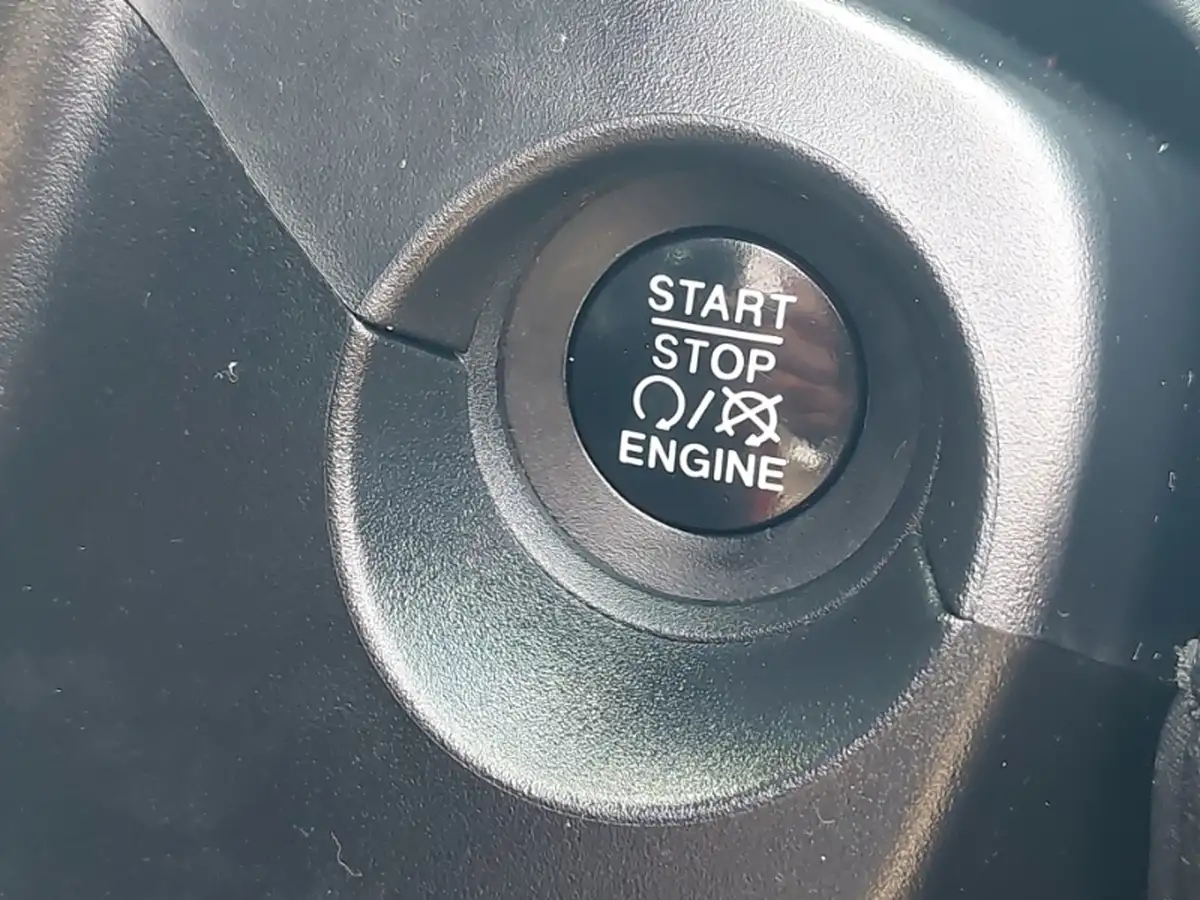 START
STOP
/
ENGINE